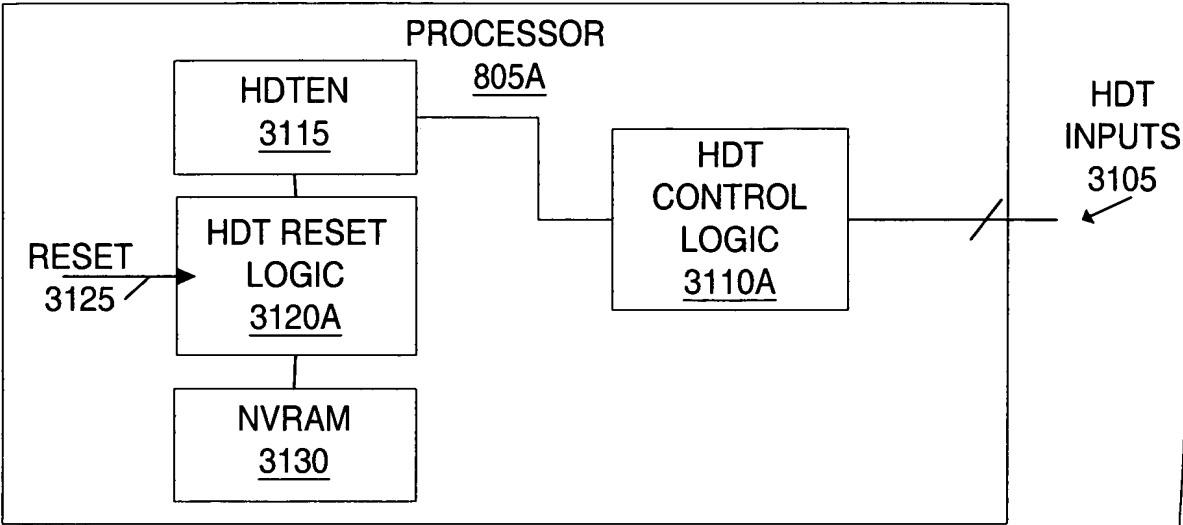 PROCESSOR
805A
HDTEN
3115
HDT
CONTROL
LOGIC
3110A
HDT
INPUTS
3105
RESET
3125
HDT RESET
LOGIC
3120A
NVRAM
3130